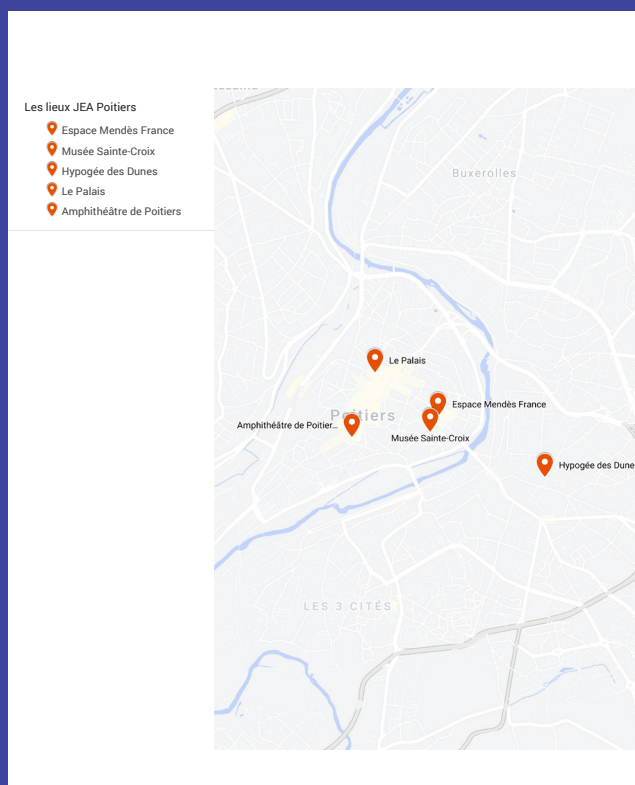 Les lieux JEA Poitiers
Espace Mendès France
Musée Sainte-Croix
Hypogée des Dunes
Le Palais
Amphithéâtre de Poitiers
Buxerolles
Le Palais
Poitiers
Espace Mendès France
Amphithéâtre de Poitier...
Musée Sainte-Croix
Hypogée des Dune
LES 3 CITÉS